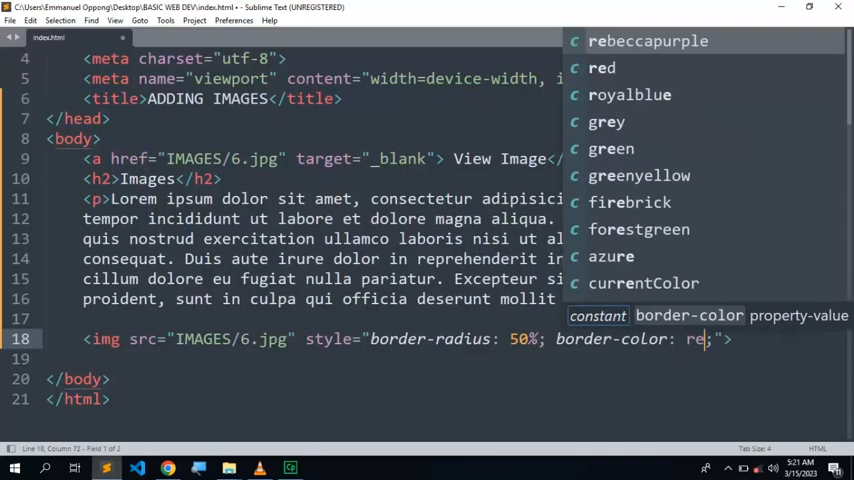 C:\Users\Emmanuel Oppong\Desktop\BASIC WEB DEV\index.html • - Sublime Text (UNREGISTERED)
File Edit Selection Find View Goto Tools Project Preferences Help
index.html
4 <meta charset="utf-8">
5 <meta name="viewport" content="width=device-width, i
6 <title>ADDING IMAGES</title>
7 </head>
8 <body>
9 <a href="IMAGES/6.jpg" target="_blank"> View Image</
10 <h2>Images</h2>
11 <p>Lorem ipsum dolor sit amet, consectetur adipisici
12 tempor incididunt ut labore et dolore magna aliqua.
13 quis nostrud exercitation ullamco laboris nisi ut al
14 consequat. Duis aute irure dolor in reprehenderit in
15 cillum dolore eu fugiat nulla pariatur. Excepteur si
16 proident, sunt in culpa qui officia deserunt mollit
17
18 <img src="IMAGES/6.jpg" style="border-radius: 50%; border-color: re;">
19
20 </body>
21 </html>
c rebeccapurple
c red
c royalblue
c grey
c green
c greenyellow
c firebrick
c forestgreen
c azure
c currentColor
constant border-color property-value
Line 18, Column 72 - Field 1 of 2
Tab Size: 4
HTML
Cp
5:21 AM
3/15/2023